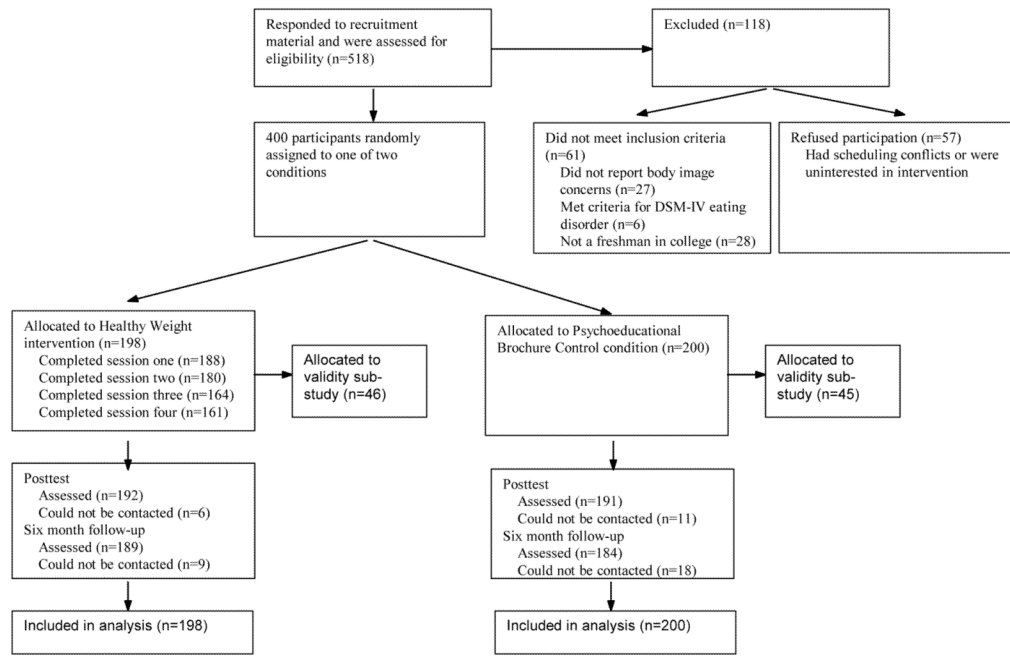 Responded to recruitment
material and were assessed for
eligibility (n=518)
Excluded (n=118)
400 participants randomly
assigned to one of two
conditions
Did not meet inclusion criteria
(n=61)
Did not report body image
concerns (n=27)
Met criteria for DSM-IV eating
disorder (n=6)
Not a freshman in college (n=28)
Refused participation (n=57)
Had scheduling conflicts or were
uninterested in intervention
Allocated to Healthy Weight
intervention (n=198)
Completed session one (n=188)
Completed session two (n=180)
Completed session three (n=164)
Completed session four (n=161)
Allocated to
validity sub-
study (n=46)
Allocated to Psychoeducational
Brochure Control condition (n=200)
Allocated to
validity sub-
study (n=45)
Posttest
Assessed (n=192)
Could not be contacted (n=6)
Six month follow-up
Assessed (n=189)
Could not be contacted (n=9)
Posttest
Assessed (n=191)
Could not be contacted (n=11)
Six month follow-up
Assessed (n=184)
Could not be contacted (n=18)
Included in analysis (n=198)
Included in analysis (n=200)